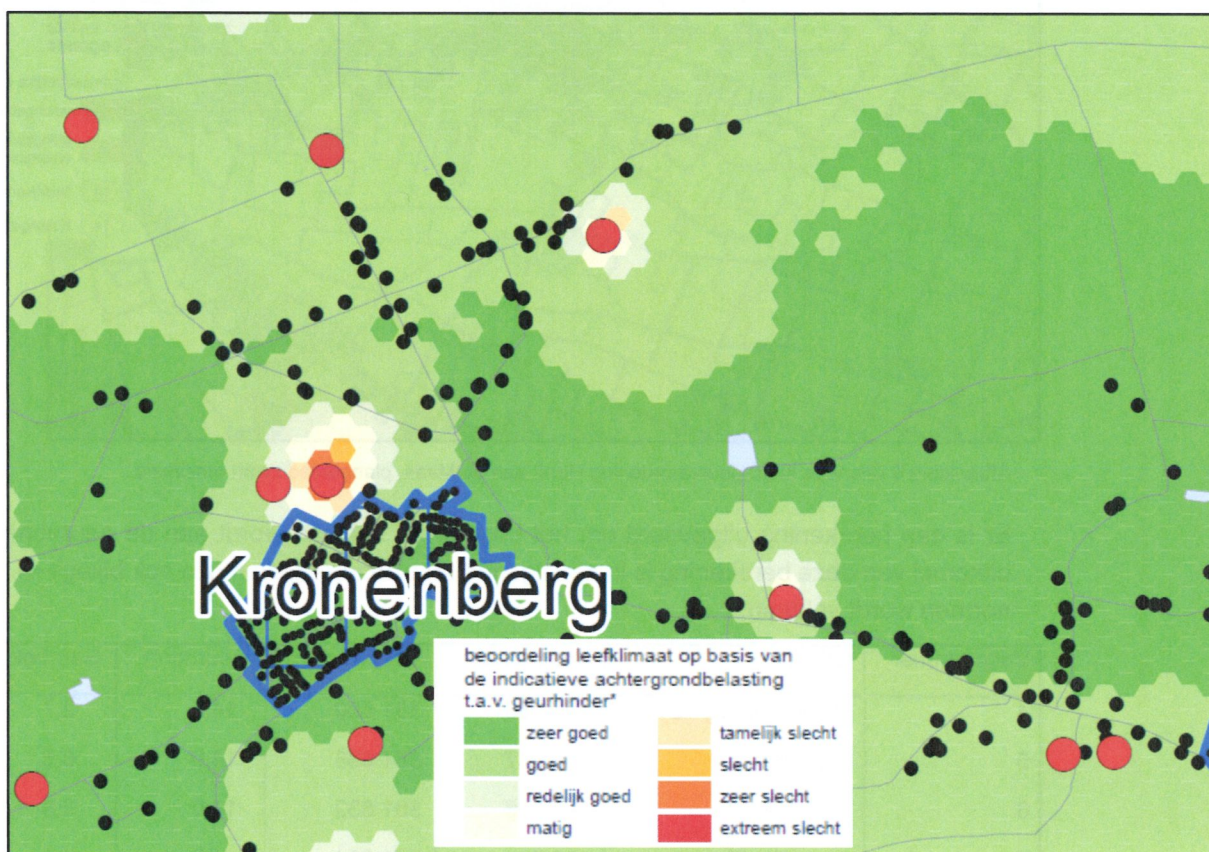 Kronenberg
beoordeling leefklimaat op basis van
de indicatieve achtergrondbelasting
t.a.v. geurhinder*
zeer goed
goed
redelijk goed
matig
tamelijk slecht
slecht
zeer slecht
extreem slecht